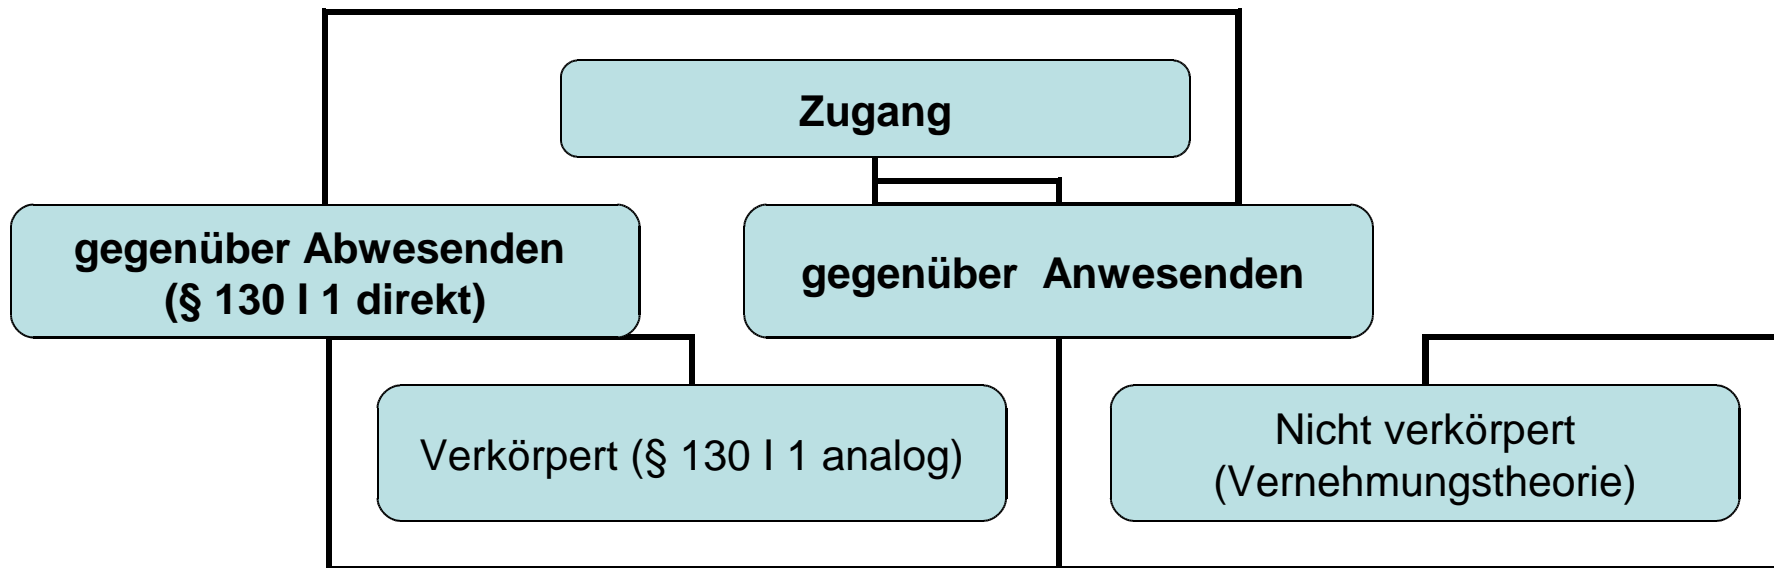 Zugang
gegenüber Abwesenden
(§ 130 I 1 direkt)
gegenüber Anwesenden
Verkörpert (§ 130 I 1 analog)
Nicht verkörpert
(Vernehmungstheorie)